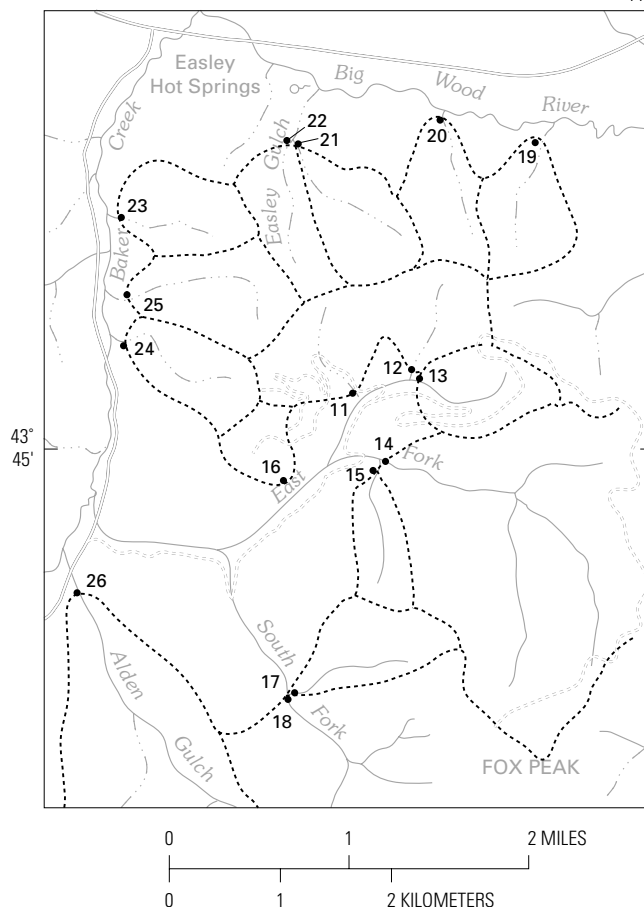 Easley
Hot Springs
Big
Wood
River
Creek
Easley Gulch
22
21
20
19
23
Baker
25
24
12
13
11
43°
45'
14
Fork
15
16
East
26
South
Fork
17
18
Alden
Gulch
FOX PEAK
0 1 2 MILES
0 1 2 KILOMETERS